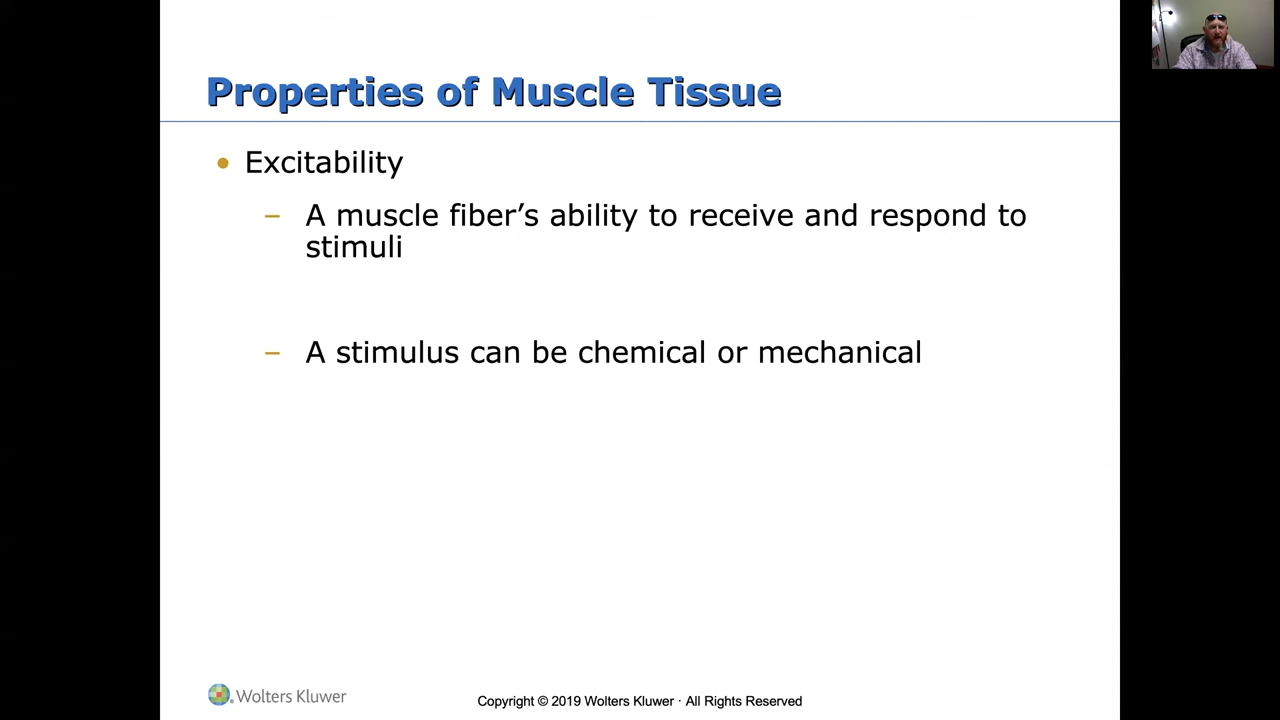 Properties of Muscle Tissue
• Excitability
– A muscle fiber’s ability to receive and respond to
stimuli
– A stimulus can be chemical or mechanical
Wolters Kluwer
Copyright © 2019 Wolters Kluwer · All Rights Reserved